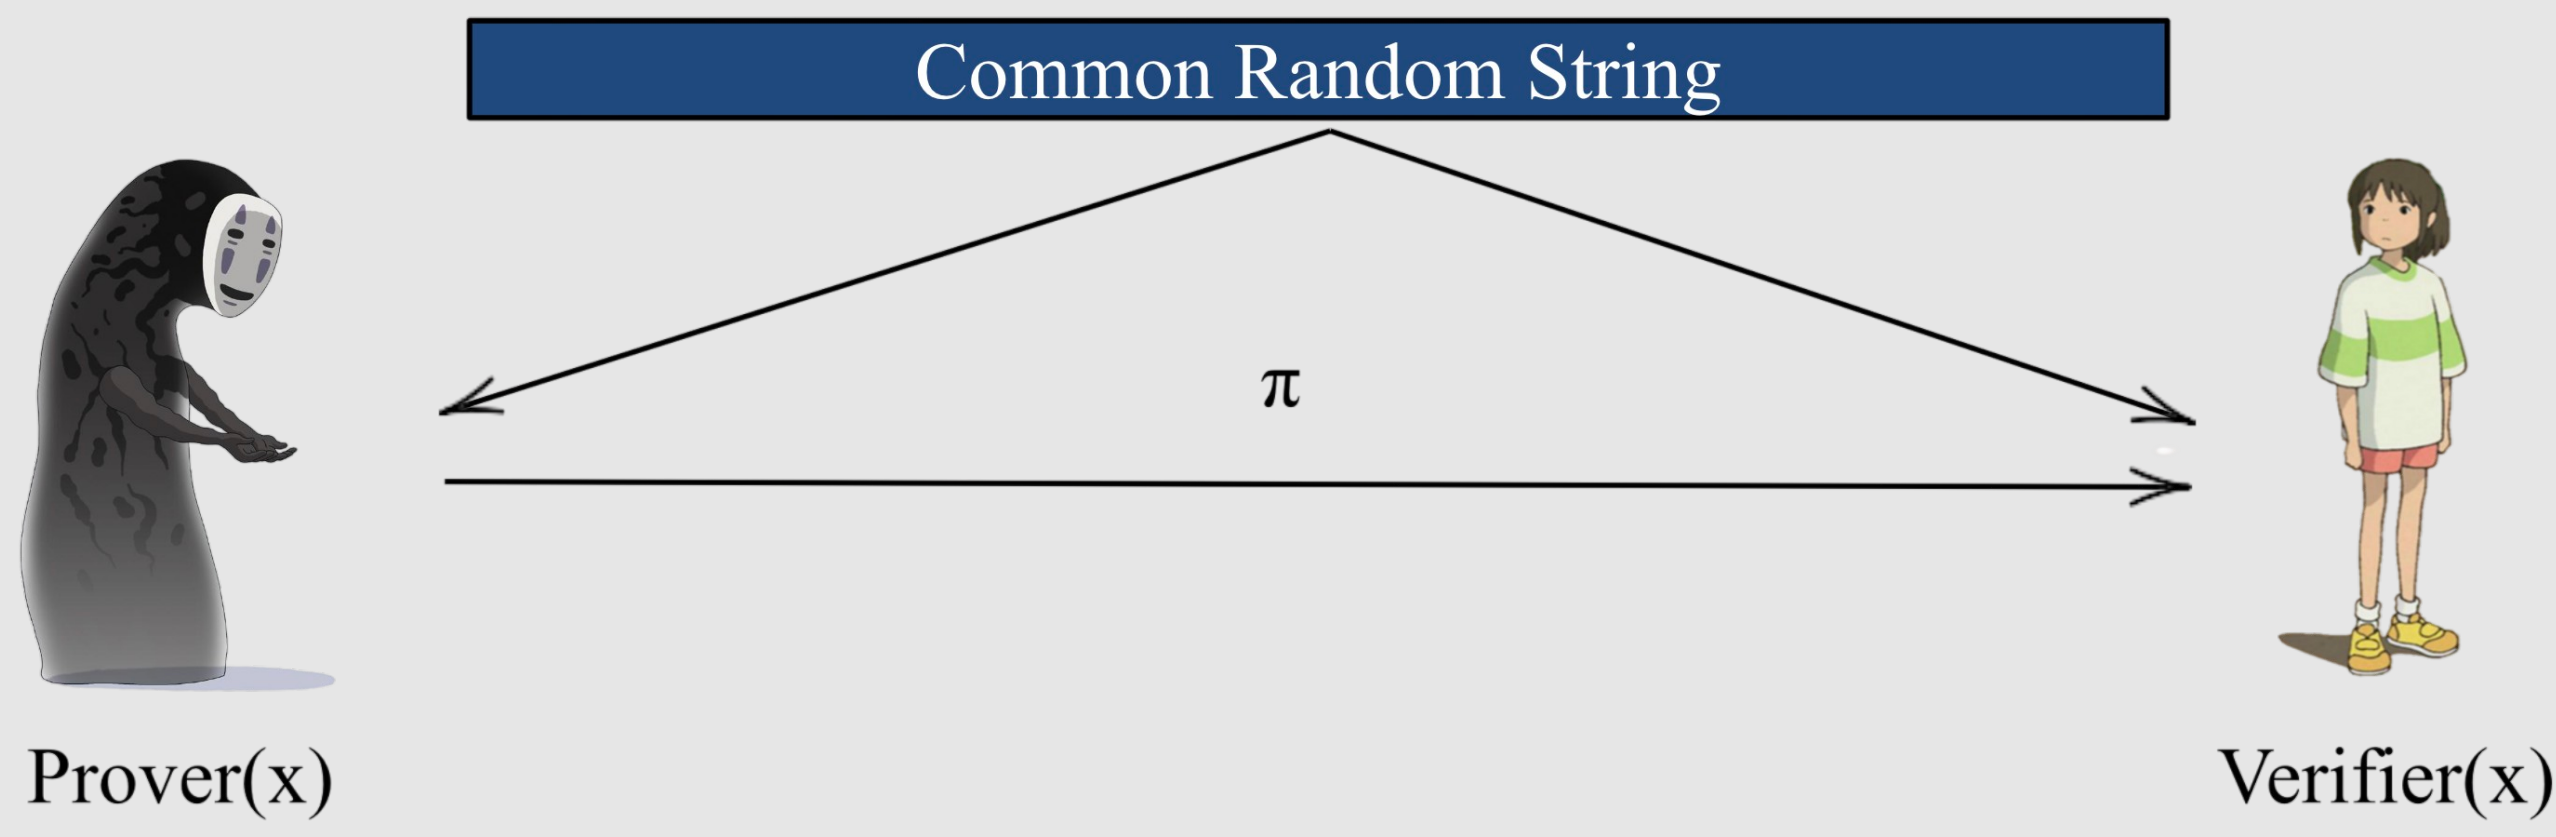 Common Random String
π
Prover(x)
Verifier(x)